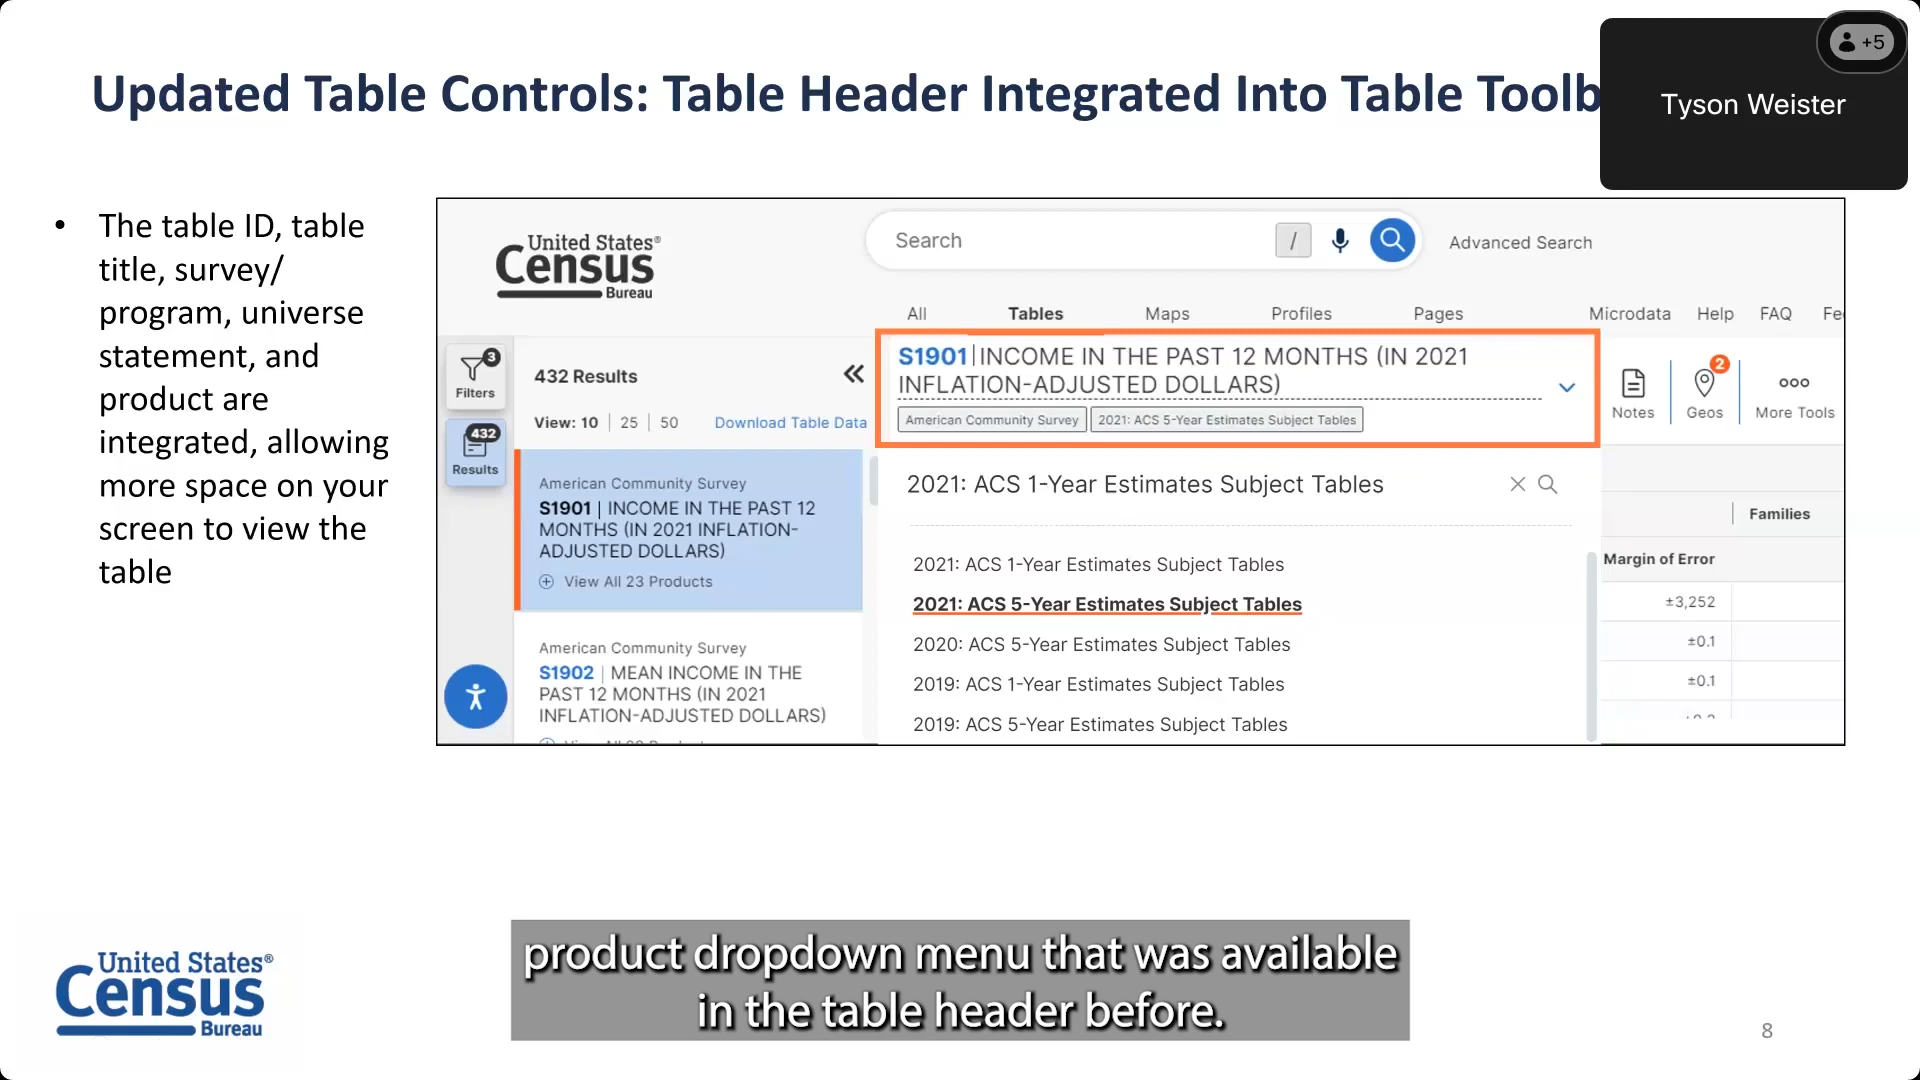 Updated Table Controls: Table Header Integrated Into Table Toolb
+5
Tyson Weister
• The table ID, table
title, survey/
program, universe
statement, and
product are
integrated, allowing
more space on your
screen to view the
table
United States®
Census
Bureau
Search
/
Advanced Search
All
Tables
Maps
Profiles
Pages
Microdata
Help
FAQ
Fe
3
Filters
432
Results
432 Results
View: 10 | 25 | 50
Download Table Data
S1901 | INCOME IN THE PAST 12 MONTHS (IN 2021
INFLATION-ADJUSTED DOLLARS)
American Community Survey
2021: ACS 5-Year Estimates Subject Tables
Notes
2
Geos
More Tools
American Community Survey
S1901 | INCOME IN THE PAST 12
MONTHS (IN 2021 INFLATION-
ADJUSTED DOLLARS)
View All 23 Products
American Community Survey
S1902 | MEAN INCOME IN THE
PAST 12 MONTHS (IN 2021
INFLATION-ADJUSTED DOLLARS)
2021: ACS 1-Year Estimates Subject Tables
2021: ACS 1-Year Estimates Subject Tables
2021: ACS 5-Year Estimates Subject Tables
2020: ACS 5-Year Estimates Subject Tables
2019: ACS 1-Year Estimates Subject Tables
2019: ACS 5-Year Estimates Subject Tables
Families
Margin of Error
±3,252
±0.1
±0.1
product dropdown menu that was available
in the table header before.
United States®
Census
Bureau
8